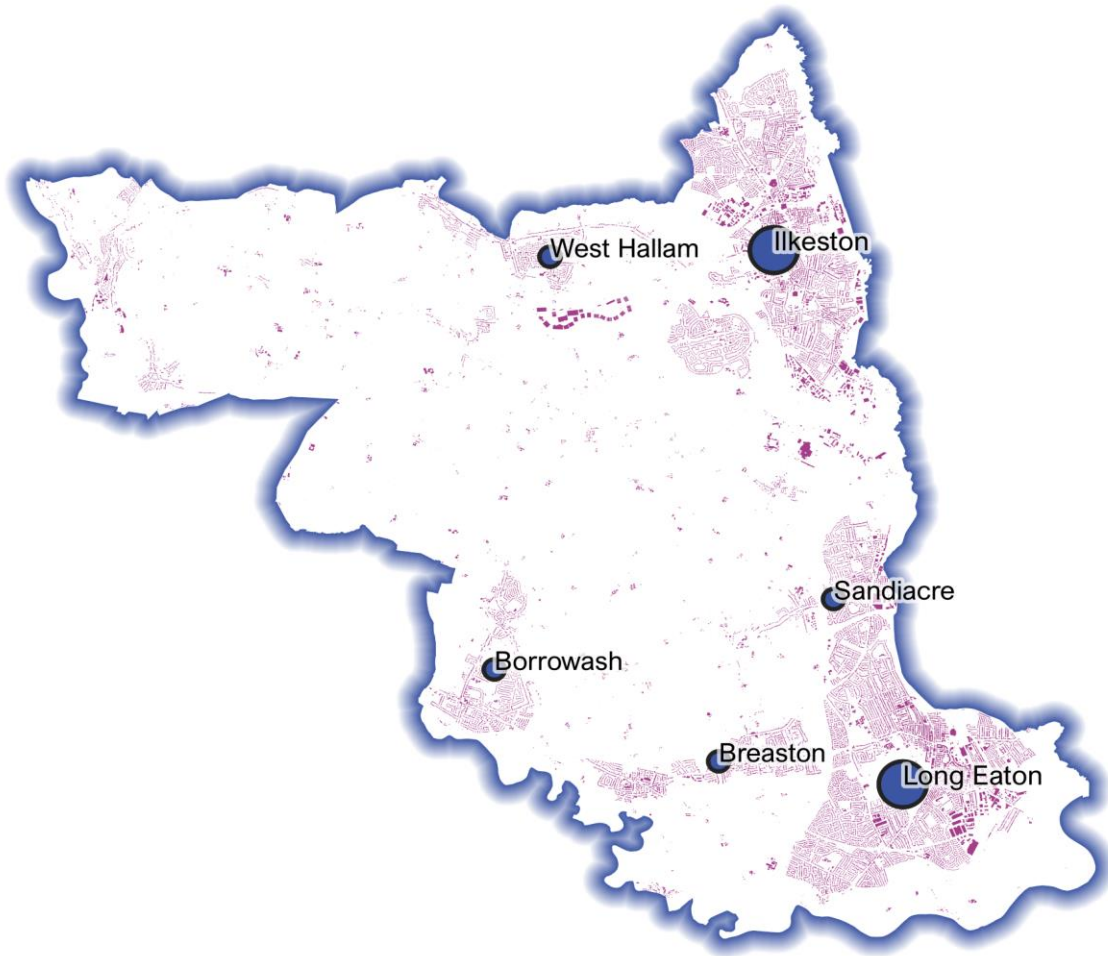 West Hallam
Ilkeston
Sandiacre
Borrowash
Breaston
Long Eaton